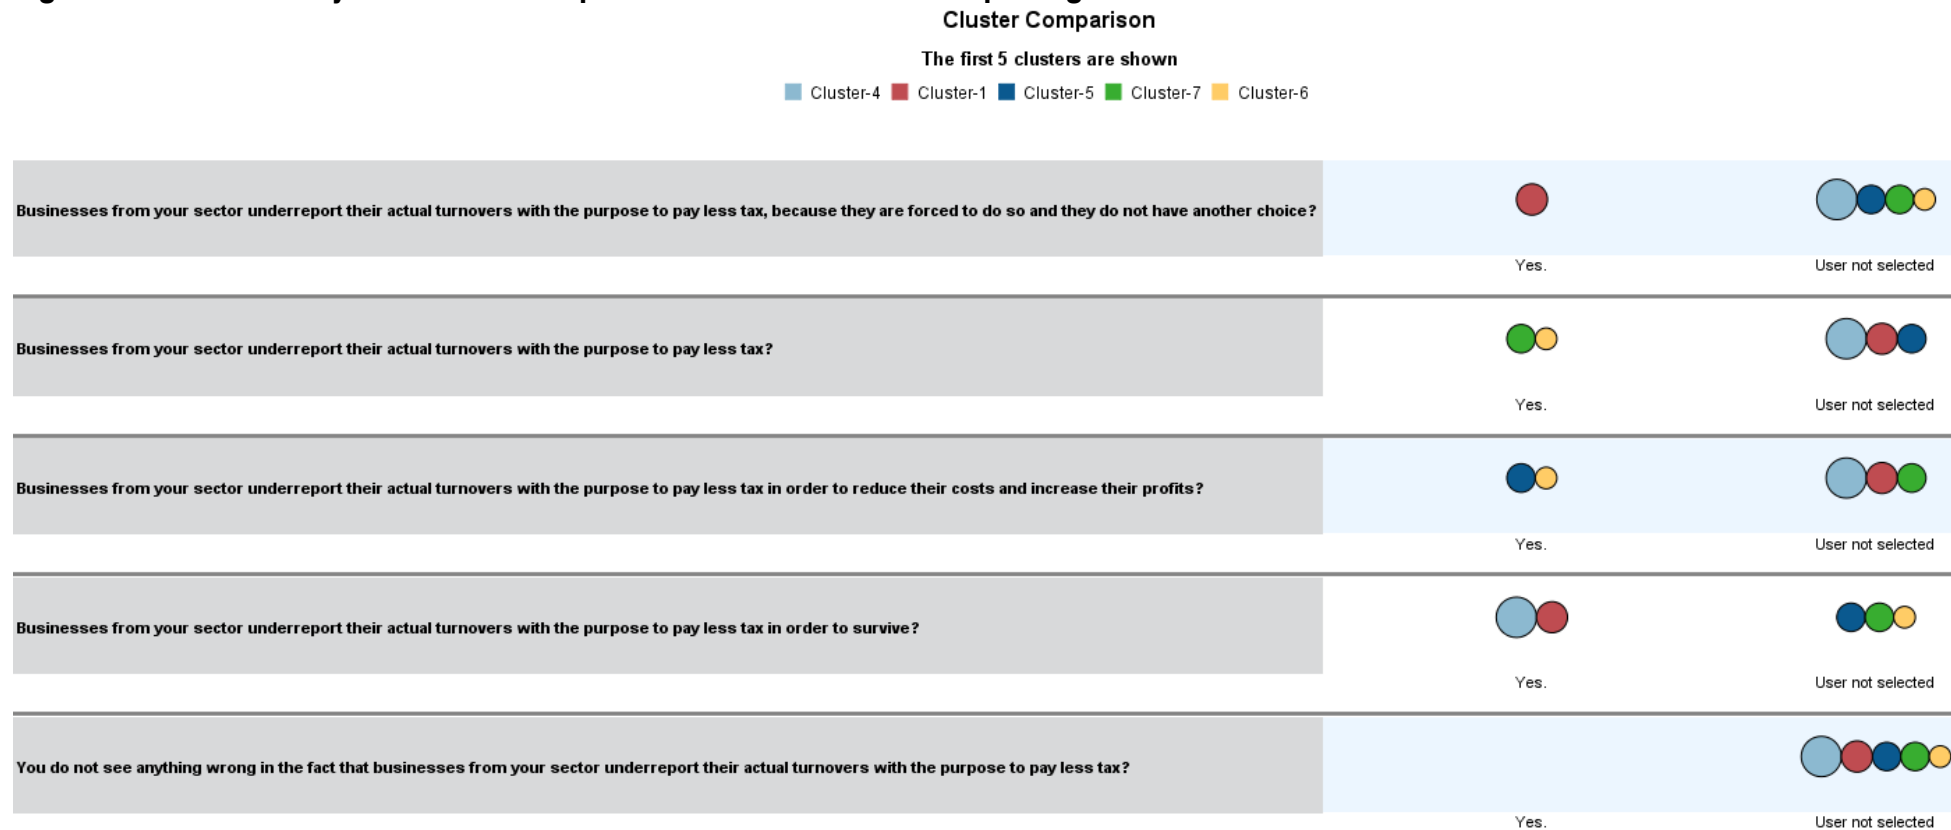 Cluster Comparison
The first 5 clusters are shown
Cluster-4 Cluster-1 Cluster-5 Cluster-7 Cluster-6
Businesses from your sector underreport their actual turnovers with the purpose to pay less tax, because they are forced to do so and they do not have another choice?
Yes. User not selected
Businesses from your sector underreport their actual turnovers with the purpose to pay less tax?
Yes. User not selected
Businesses from your sector underreport their actual turnovers with the purpose to pay less tax in order to reduce their costs and increase their profits?
Yes. User not selected
Businesses from your sector underreport their actual turnovers with the purpose to pay less tax in order to survive?
Yes. User not selected
You do not see anything wrong in the fact that businesses from your sector underreport their actual turnovers with the purpose to pay less tax?
Yes. User not selected